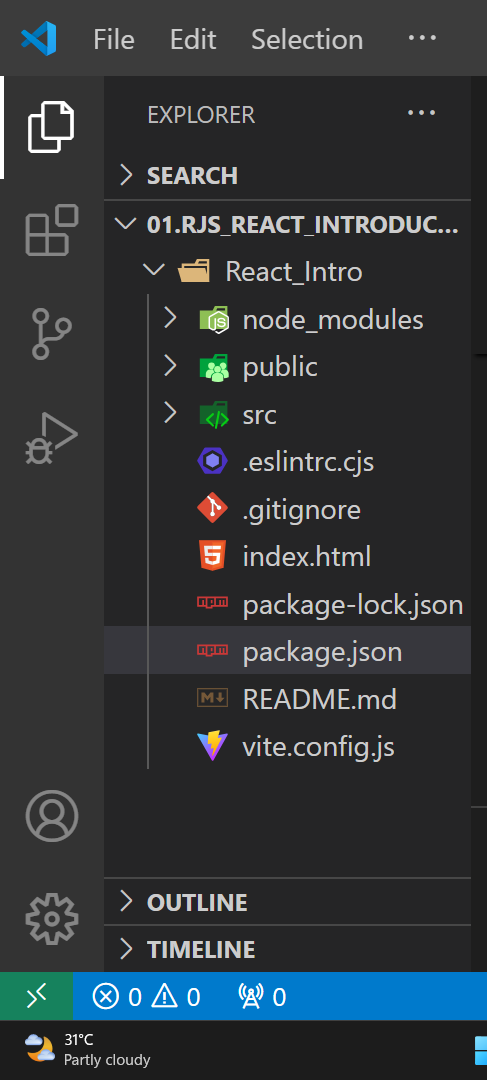 File Edit Selection ...
EXPLORER ...
SEARCH
01.RJS_REACT_INTRODUC...
React_Intro
node_modules
public
src
.eslintrc.cjs
.gitignore
index.html
package-lock.json
package.json
README.md
vite.config.js
OUTLINE
TIMELINE
0 0 0
31°C
Partly cloudy